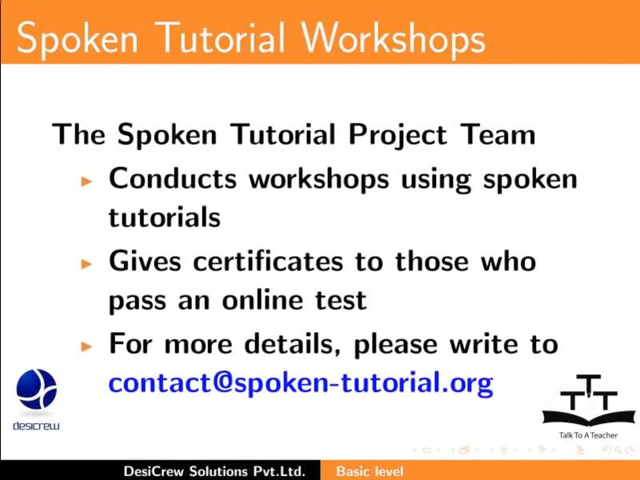 Spoken Tutorial Workshops
The Spoken Tutorial Project Team
Conducts workshops using spoken
tutorials
Gives certificates to those who
pass an online test
For more details, please write to
contact@spoken-tutorial.org
desicrew
TTT
Talk To A Teacher
DesiCrew Solutions Pvt.Ltd. Basic level